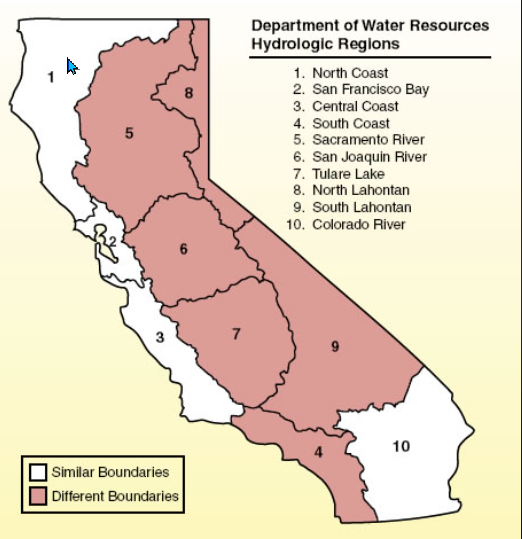 Department of Water Resources
Hydrologic Regions
1. North Coast
2. San Francisco Bay
3. Central Coast
4. South Coast
5. Sacramento River
6. San Joaquin River
7. Tulare Lake
8. North Lahontan
9. South Lahontan
10. Colorado River
1
8
5
2
6
3
7
9
4
10
Similar Boundaries
Different Boundaries